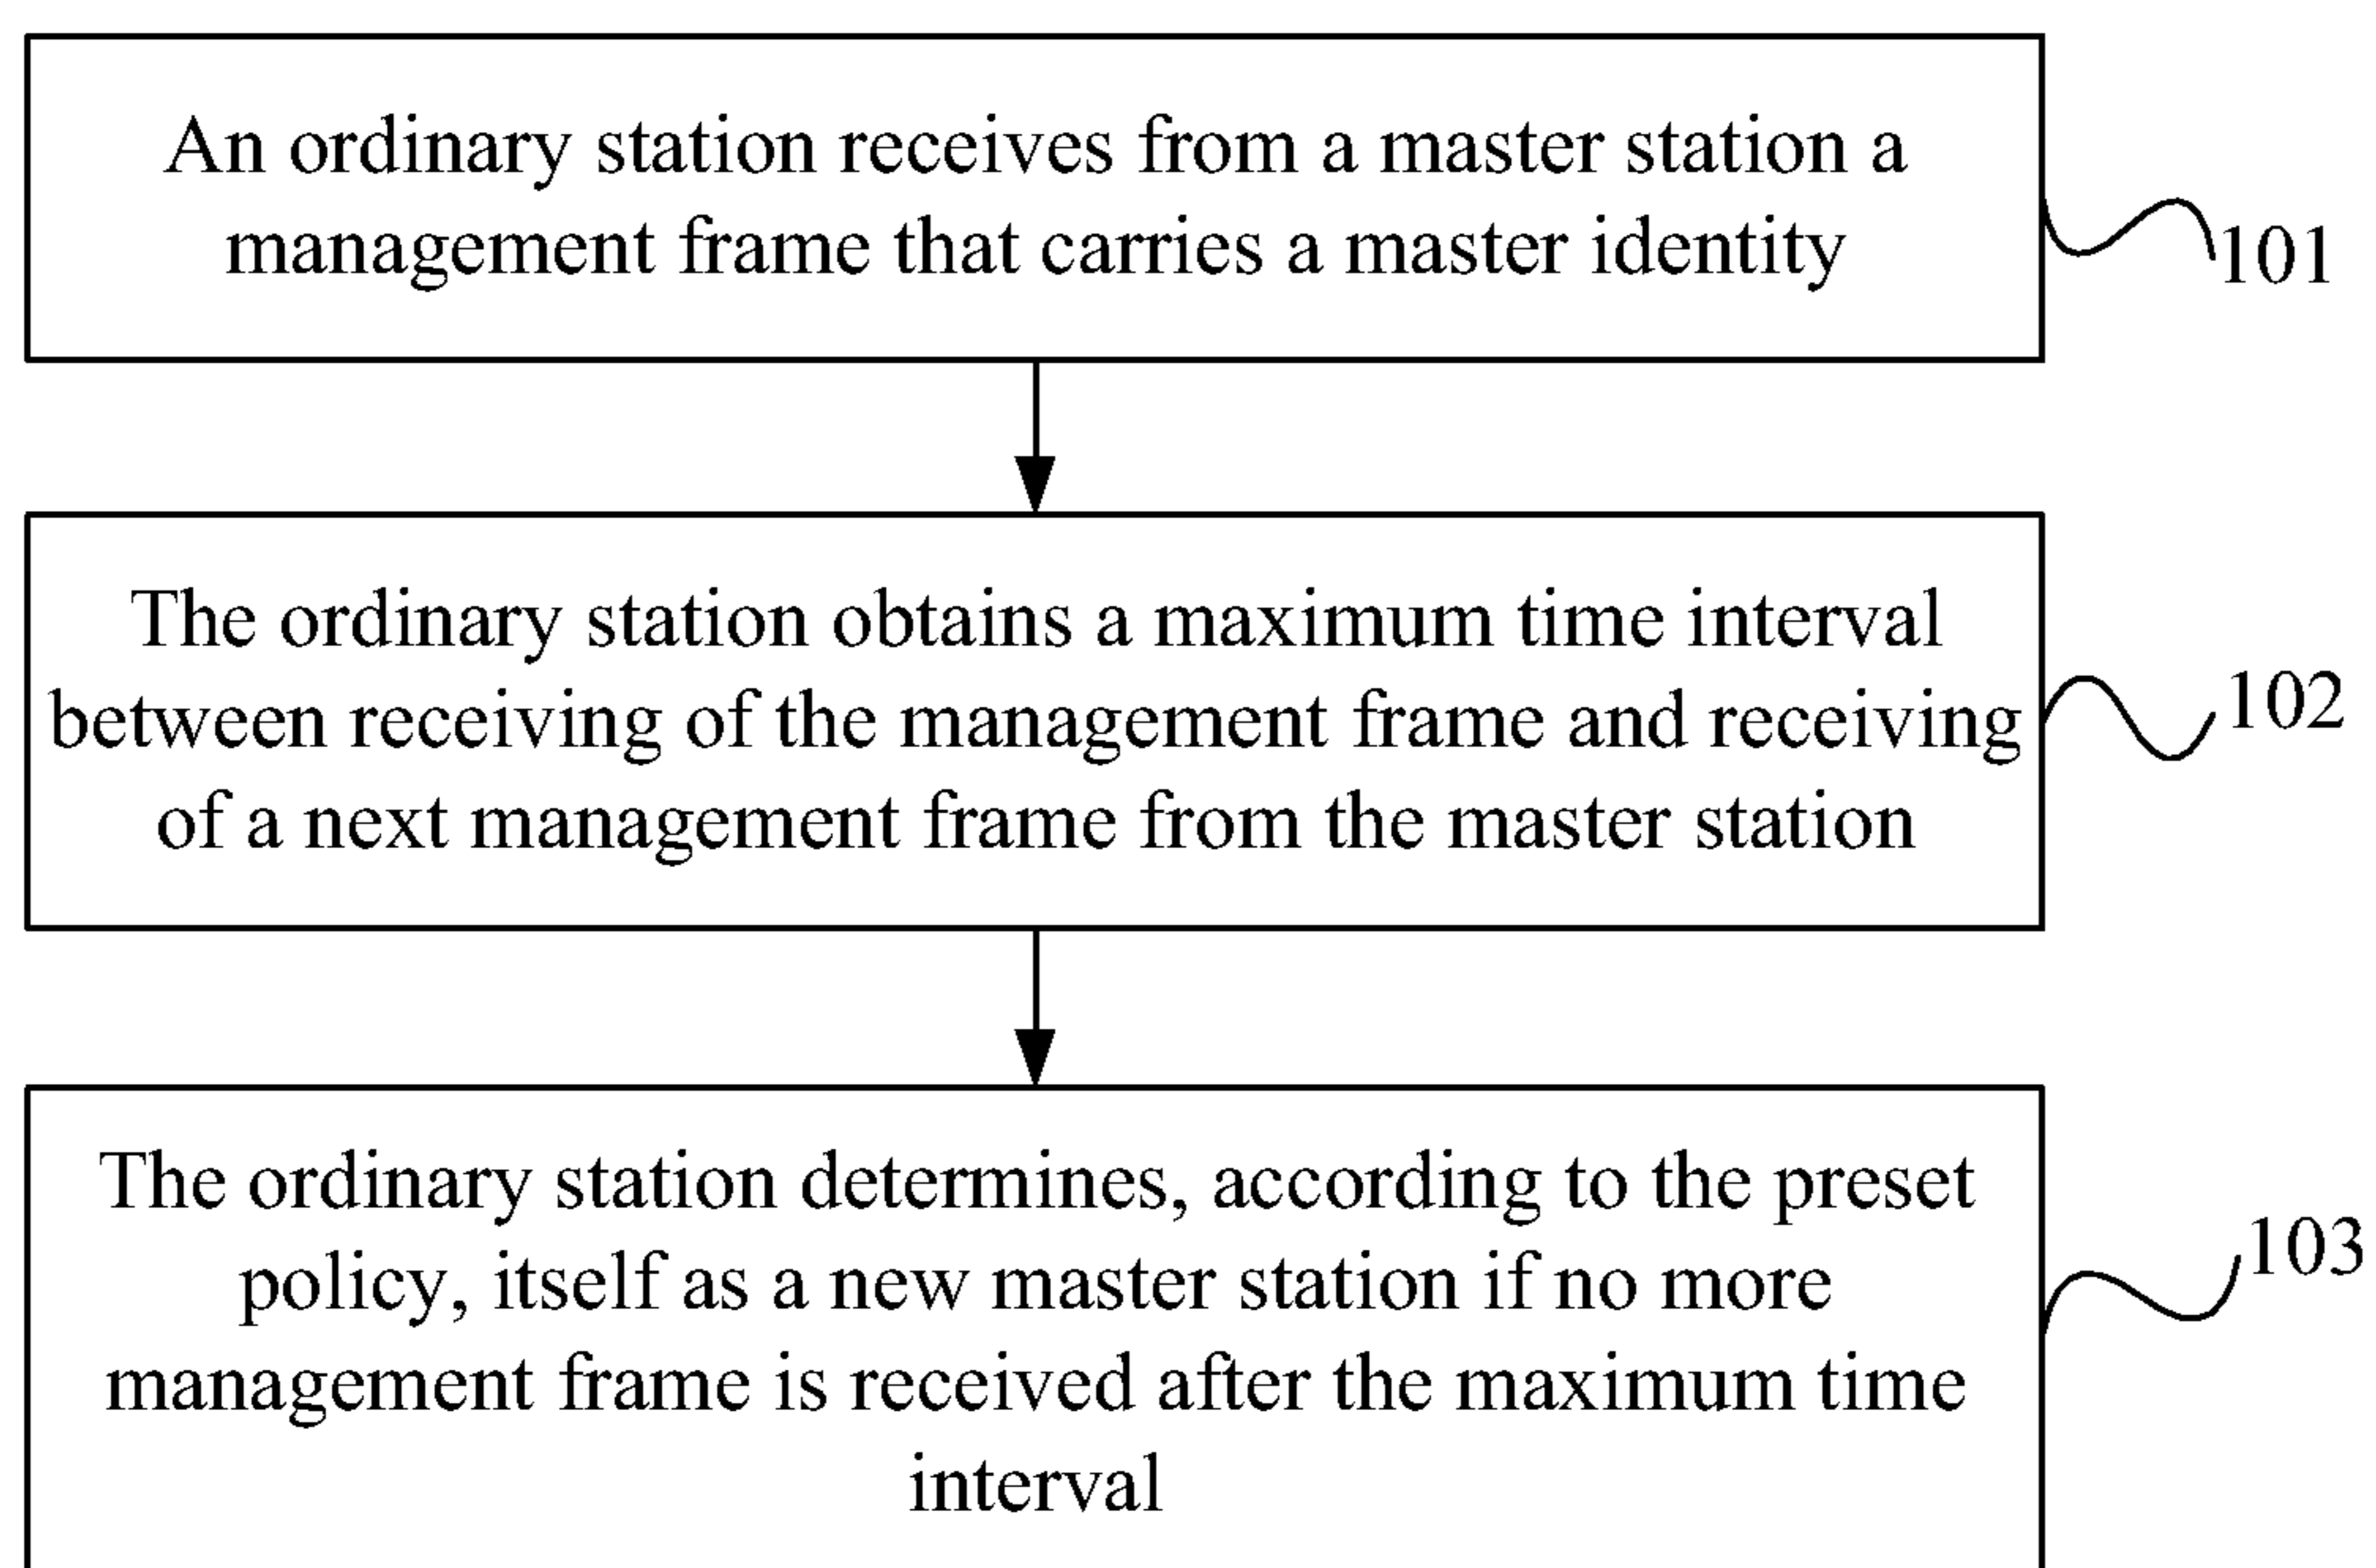 An ordinary station receives from a master station a
management frame that carries a master identity
101
The ordinary station obtains a maximum time interval
between receiving of the management frame and receiving
of a next management frame from the master station
102
The ordinary station determines, according to the preset
policy, itself as a new master station if no more
management frame is received after the maximum time
interval
103